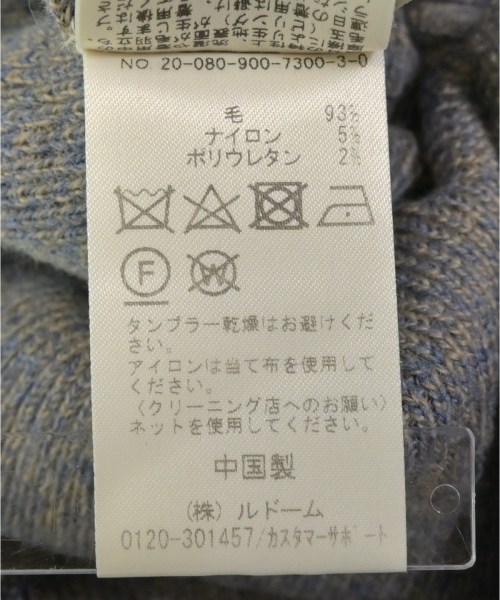 NO 20-080-900-7300-3-0
毛 93%
ナイロン 5%
ポリウレタン 2%
F W
タンブラー乾燥はお避けくだ
さい。
アイロンは当て布を使用して
ください。
〈クリーニング店へのお願い〉
ネットを使用してください。
中国製
(株) ルドーム
0120-301457/カスタマーサポート